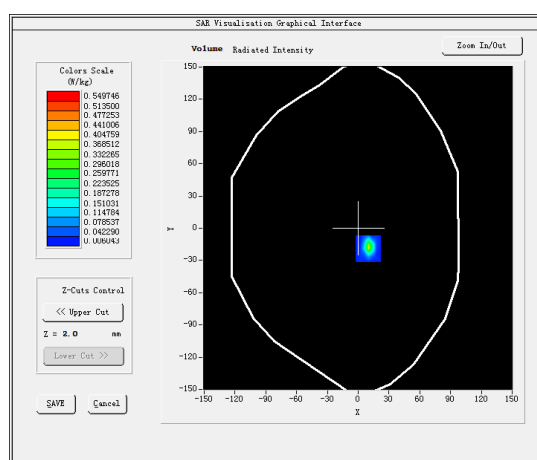 SAR Visualisation Graphical Interface
Volume Radiated Intensity
Zoom In/Out
Colors Scale
(W/kg)
0.549746
0.513500
0.477253
0.441006
0.404759
0.368512
0.332265
0.296018
0.259771
0.223525
0.187278
0.151031
0.114784
0.078537
0.042290
0.006043
Z-Cuts Control
<< Upper Cut
Z = 2.0 mm
Lower Cut >>
SAVE Cancel
150
120
90
60
30
0
-30
-60
-90
-120
-150
Y
-150 -120 -90 -60 -30 0 30 60 90 120 150
X